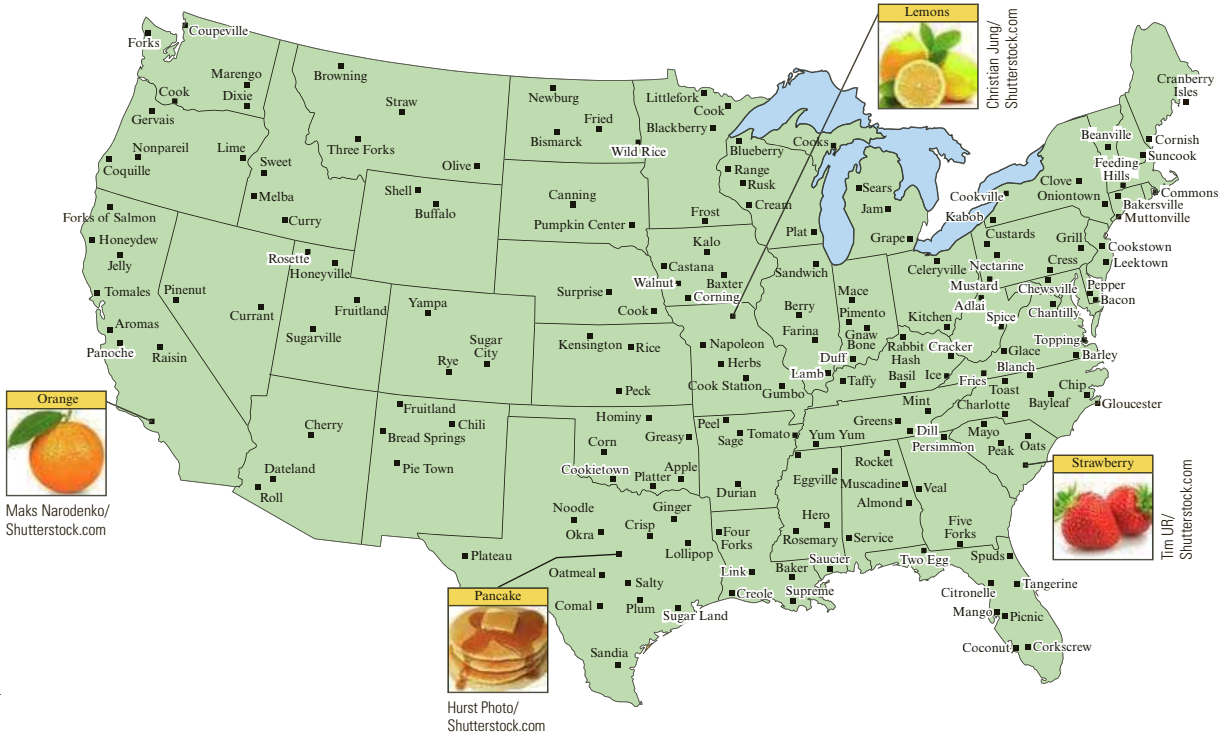 Lemons
Christian Jung/
Shutterstock.com
Forks
Coupeville
Marengo
Dixie
Cook
Gervais
Nonpareil
Coquille
Lime
Sweet
Melba
Curry
Browning
Straw
Three Forks
Olive
Shell
Buffalo
Newburg
Fried
Bismarck
Wild Rice
Canning
Pumpkin Center
Littlefork
Cook
Blackberry
Frost
Blueberry
Range
Rusk
Cream
Cooks
Plat
Sears
Jam
Grape
Cranberry
Isles
Beanville
Cornish
Suncook
Feeding
Hills
Commons
Bakersville
Muttonville
Clove
Oniontown
Cookville
Kabob
Custards
Grill
Cress
Cookstown
Leektown
Nectarine
Mustard
Chewsville
Pepper
Bacon
Chantilly
Adlai
Spice
Topping
Barley
Glace
Blanch
Forks of Salmon
Honeydew
Jelly
Tomales
Aromas
Panoche
Raisin
Pinenut
Currant
Rosette
Honeyville
Fruitland
Sugarville
Yampa
Rye
Sugar
City
Surprise
Cook
Kalo
Castana
Walnut
Baxter
Corning
Sandwich
Berry
Farina
Mace
Pimento
Gnaw
Bone
Duff
Lamb
Celeryville
Kitchen
Rabbit
Hash
Cracker
Basil
Ice
Taffy
Fries
Toast
Kensington
Rice
Peck
Napoleon
Herbs
Cook Station
Gumbo
Mint
Charlotte
Chip
Bayleaf
Gloucester
Greens
Dill
Persimmon
Mayo
Peak
Oats
Orange
Maks Narodenko/
Shutterstock.com
Cherry
Dateland
Roll
Fruitland
Chili
Bread Springs
Pie Town
Hominy
Greasy
Corn
Cookietown
Platter
Apple
Peel
Sage
Tomato
Durian
Yum Yum
Eggville
Rocket
Muscadine
Almond
Veal
Strawberry
Tim UR/
Shutterstock.com
Noodle
Okra
Ginger
Crisp
Lollipop
Plateau
Oatmeal
Salty
Comal
Plum
Sugar Land
Sandia
Four
Forks
Link
Creole
Hero
Rosemary
Service
Baker
Saucier
Supreme
Two Egg
Five
Forks
Spuds
Citronelle
Tangerine
Mango
Picnic
Coconut
Corkscrew
Pancake
Hurst Photo/
Shutterstock.com